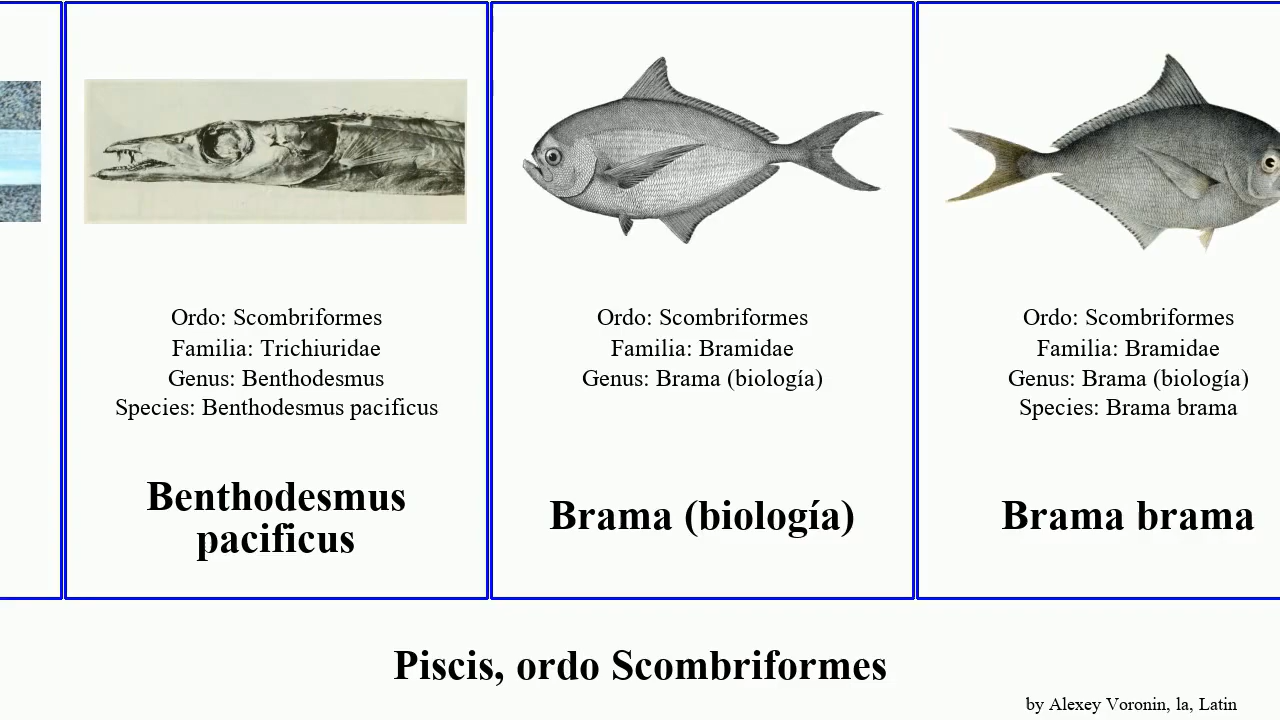 Ordo: Scombriformes
Familia: Trichiuridae
Genus: Benthodesmus
Species: Benthodesmus pacificus
Benthodesmus
pacificus
Ordo: Scombriformes
Familia: Bramidae
Genus: Brama (biología)
Brama (biología)
Ordo: Scombriformes
Familia: Bramidae
Genus: Brama (biología)
Species: Brama brama
Brama brama
Piscis, ordo Scombriformes
by Alexey Voronin, la, Latin